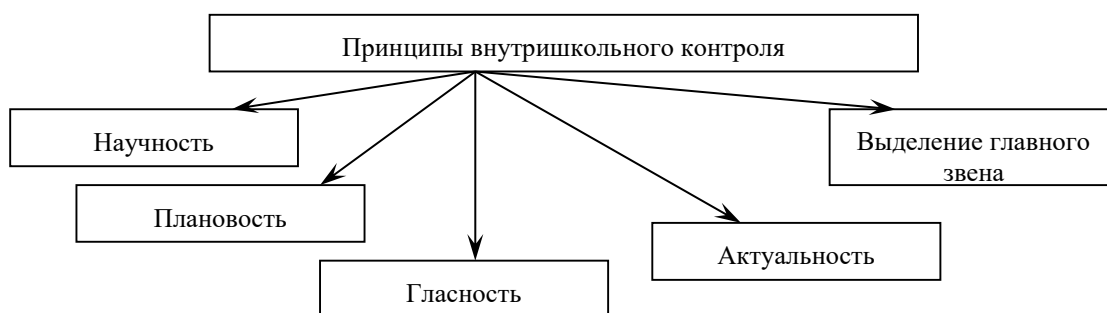 Принципы внутришкольного контроля
Научность
Выделение главного
звена
Плановость
Актуальность
Гласность